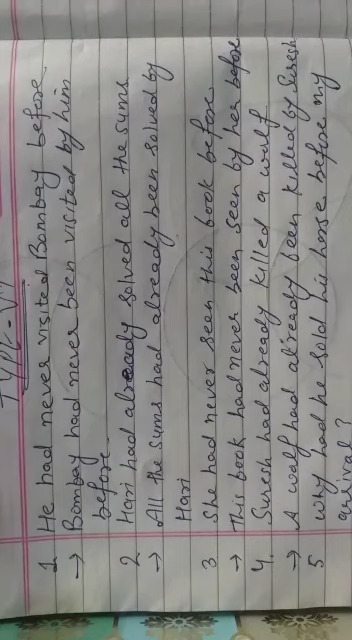 TYPE-VI
1 He had never visited Bombay before
→ Bombay had never been visited by him
before.
2 Hari had already solved all the sums
→ All the sums had already been solved by
Hari
3 She had never seen this book before
→ This book had never been seen by her before
4. Suresh had already killed a wolf
→ A wolf had already been killed by Suresh
5 why had he sold his horse before my
arrival?